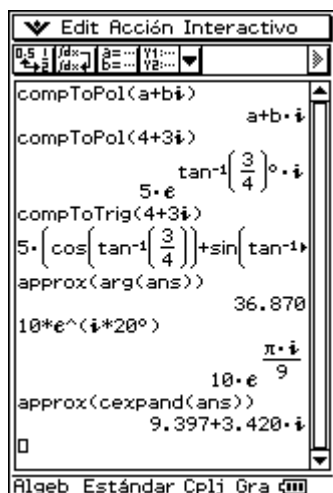 Edit Acción Interactivo
compToPol(a+b𝒊)
a+b·𝒊
compToPol(4+3𝒊)
5·𝒆^(tan⁻¹(3/4)°·𝒊)
compToTrig(4+3𝒊)
5·(cos(tan⁻¹(3/4))+sin(tan⁻¹
approx(arg(ans))
36.870
10*𝒆^(𝒊*20°)
10·𝒆^(π·𝒊/9)
approx(cexpand(ans))
9.397+3.420·𝒊
Algeb Estándar Cpli Gra